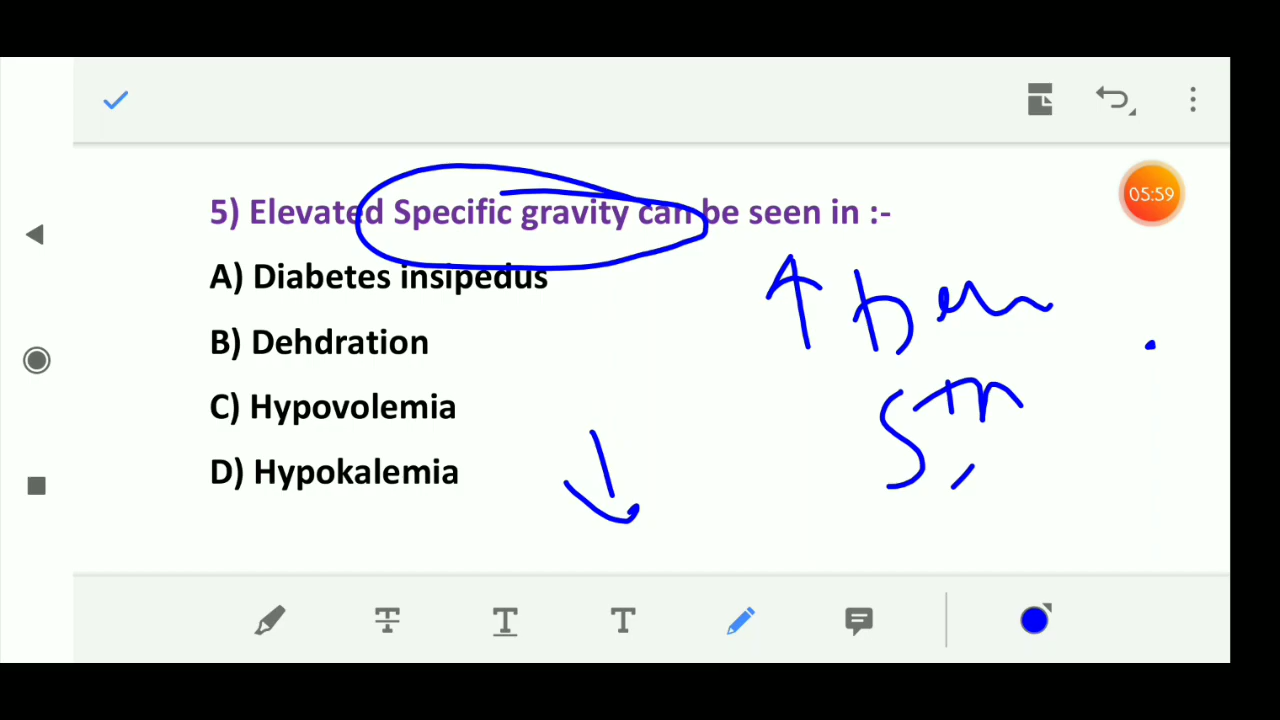 05:59
5) Elevated Specific gravity can be seen in :-
A) Diabetes insipedus
B) Dehdration
C) Hypovolemia
D) Hypokalemia